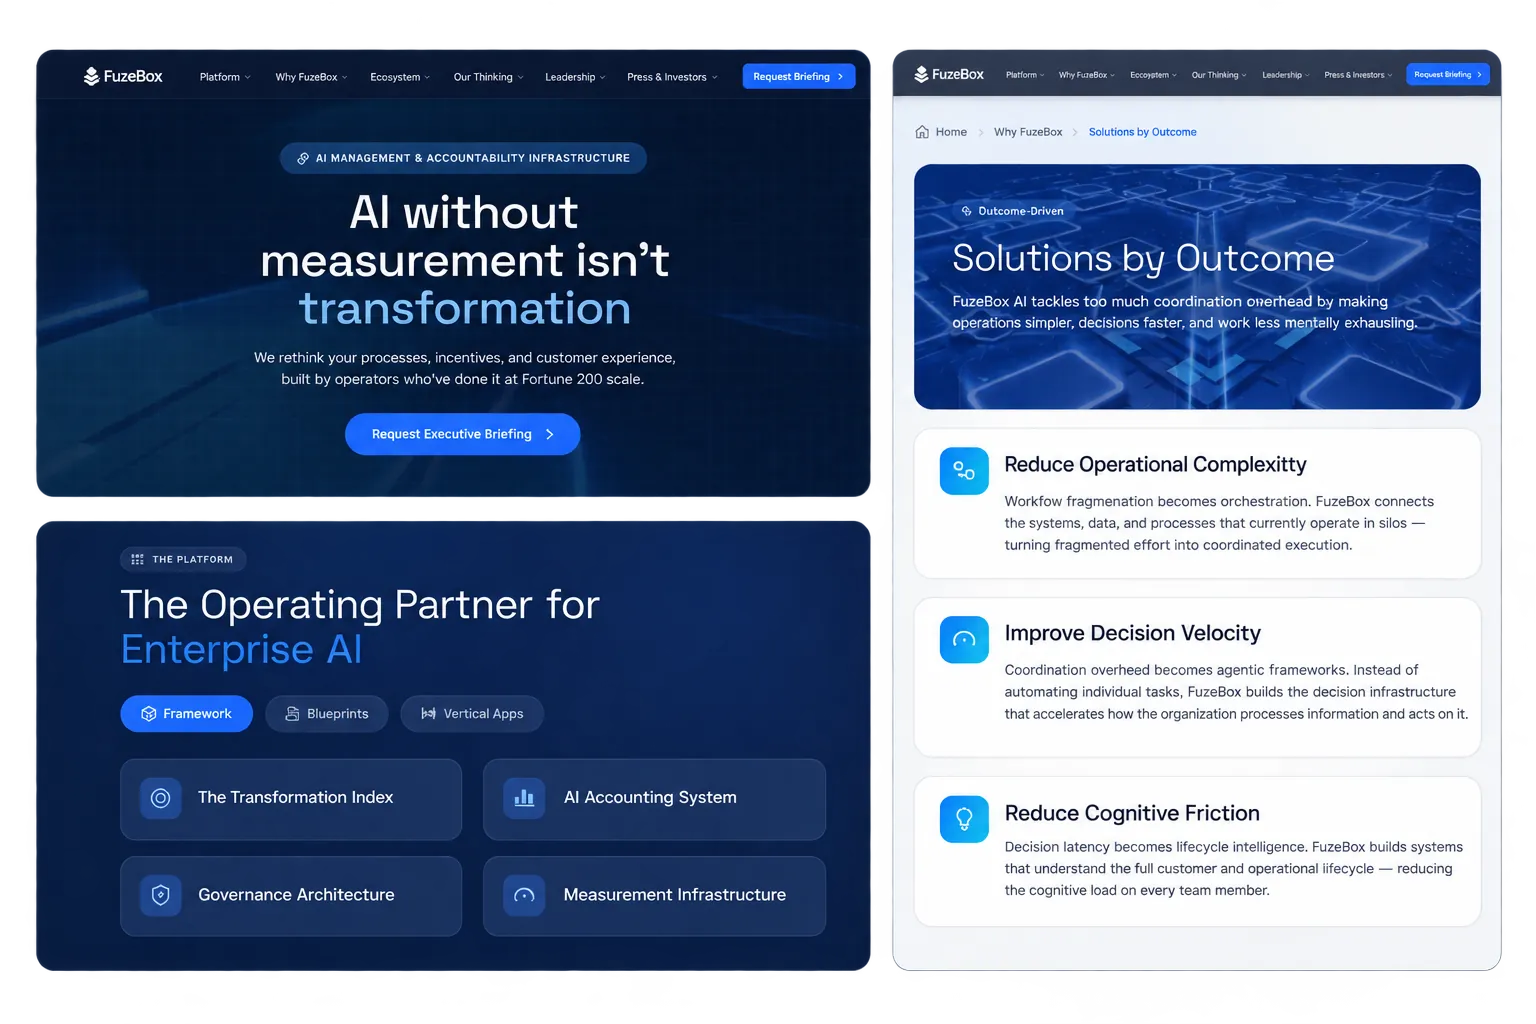 FuzeBox
Platform
Why FuzeBox
Ecosystem
Our Thinking
Leadership
Press & Investors
Request Briefing
AI MANAGEMENT & ACCOUNTABILITY INFRASTRUCTURE
AI without
measurement isn't
transformation
We rethink your processes, incentives, and customer experience,
built by operators who've done it at Fortune 200 scale.
Request Executive Briefing
THE PLATFORM
The Operating Partner for
Enterprise AI
Framework
Blueprints
Vertical Apps
The Transformation Index
AI Accounting System
Governance Architecture
Measurement Infrastructure
FuzeBox
Platform
Why FuzeBox
Eccoyptem
Our Thinking
Leadership
Press & Investors
Request Briefing
Home
Why FuzeBox
Solutions by Outcome
Outcome-Driven
Solutions by Outcome
FuzeBox AI tackles too much coordination overhead by making
operations simpler, decisions faster, and work less mentally exhausling.
Reduce Operational Complexitty
Workfow fragmenation becomes orchestration. FuzeBox connects
the systems, data, and processes that currently operate in silos —
turning fragmented effort into coordinated execution.
Improve Decision Velocity
Coordination overheed becomes agentic frameworks. Instead of
automating individual tasks, FuzeBox builds the decision infrastructure
that accelerates how the organization processes information and acts on it.
Reduce Cognitive Friction
Decision latency becomes lifecycle intelligence. FuzeBox builds systems
that understand the full customer and operational lifecycle — reducing
the cognitive load on every team member.